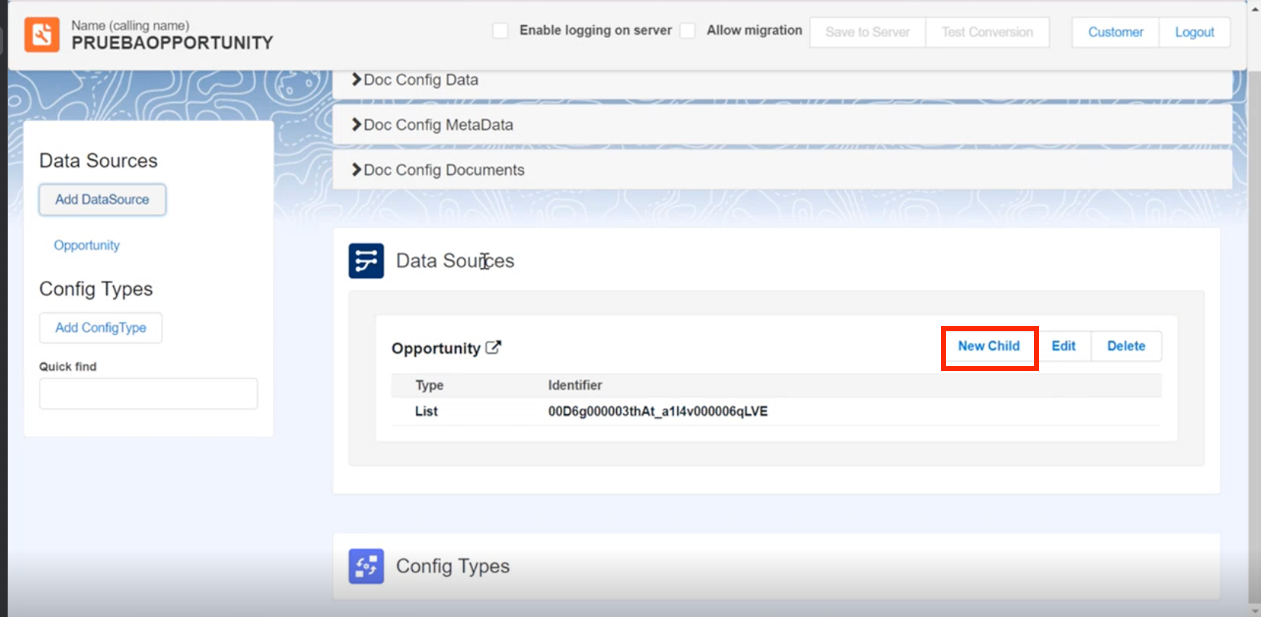 Name (calling name)
PRUEBAOPPORTUNITY
Enable logging on server
Allow migration
Save to Server
Test Conversion
Customer
Logout
Doc Config Data
Doc Config MetaData
Doc Config Documents
Data Sources
Add DataSource
Opportunity
Config Types
Add ConfigType
Quick find
Data Sources
Opportunity
New Child
Edit
Delete
Type Identifier
List 00D6g000003thAt_a1I4v000006qLVE
Config Types